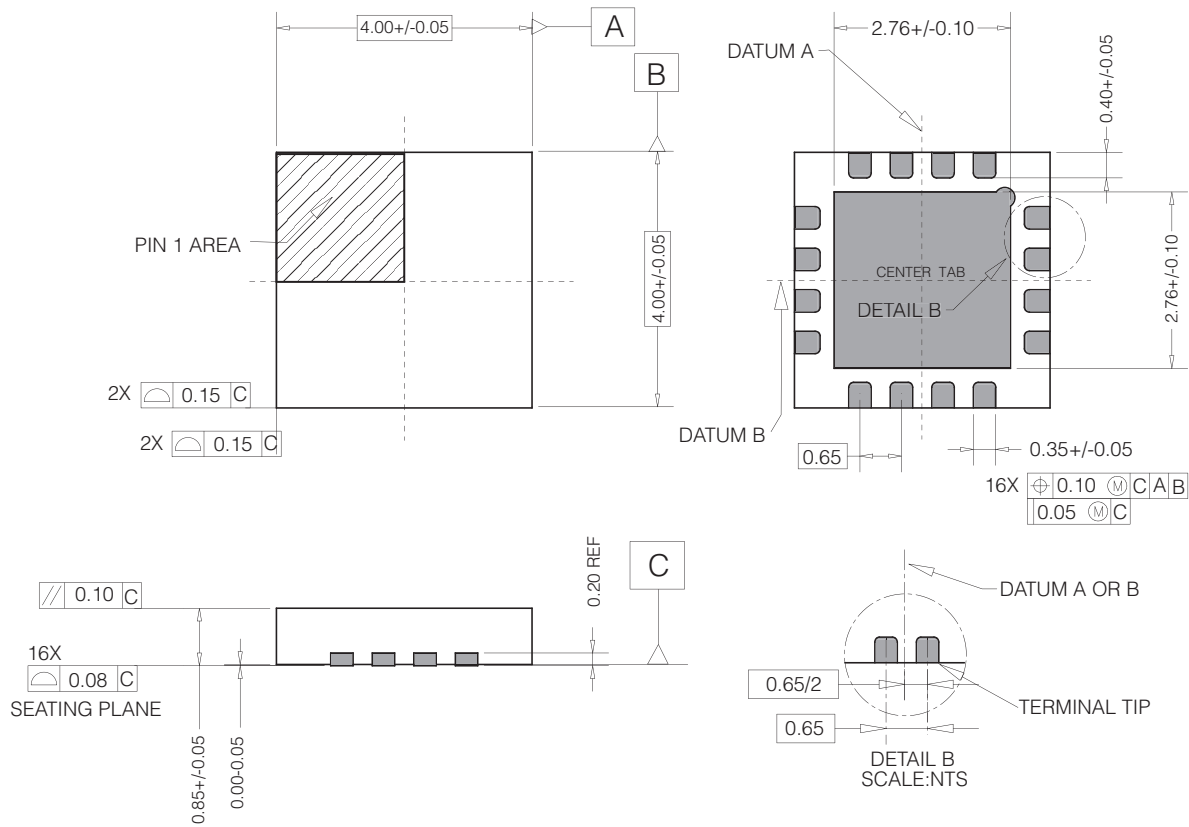 4.00+/-0.05
A
B
4.00+/-0.05
PIN 1 AREA
2X ⌓ 0.15 C
2X ⌓ 0.15 C
2.76+/-0.10
DATUM A
0.40+/-0.05
2.76+/-0.10
CENTER TAB
DETAIL B
DATUM B
0.65
0.35+/-0.05
16X ⌖ 0.10 Ⓜ C A B
0.05 Ⓜ C
// 0.10 C
16X
⌓ 0.08 C
SEATING PLANE
0.85+/-0.05
0.00-0.05
0.20 REF
C
DATUM A OR B
0.65/2
TERMINAL TIP
0.65
DETAIL B
SCALE:NTS